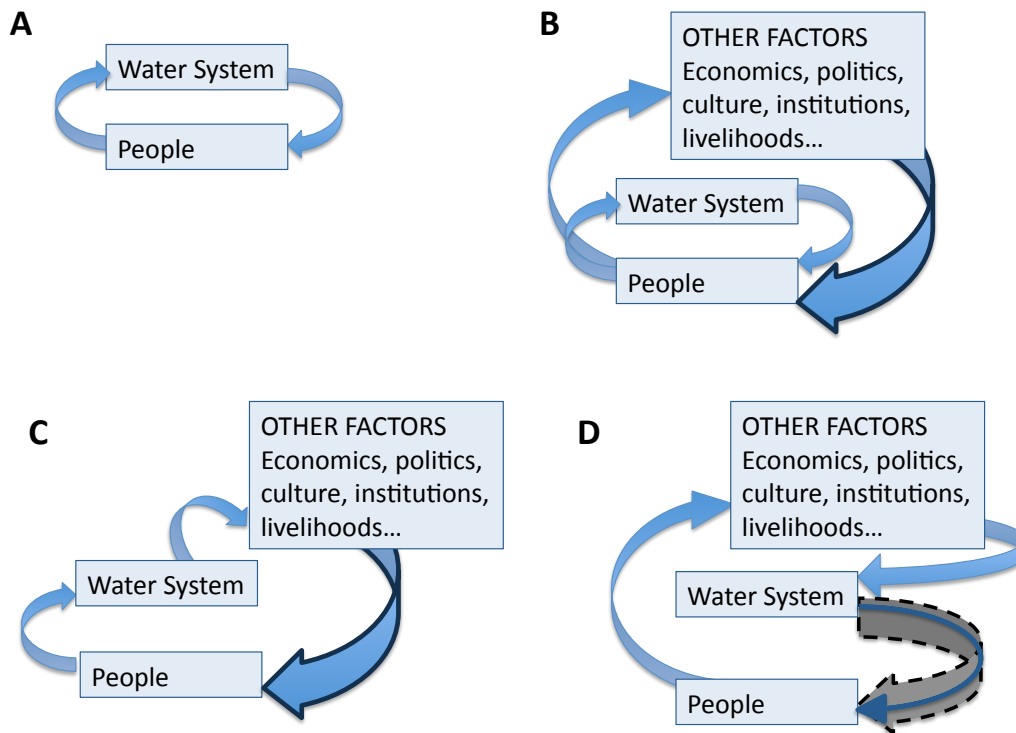 A
Water System
People
B
OTHER FACTORS
Economics, politics,
culture, institutions,
livelihoods...
Water System
People
C
OTHER FACTORS
Economics, politics,
culture, institutions,
livelihoods...
Water System
People
D
OTHER FACTORS
Economics, politics,
culture, institutions,
livelihoods...
Water System
People